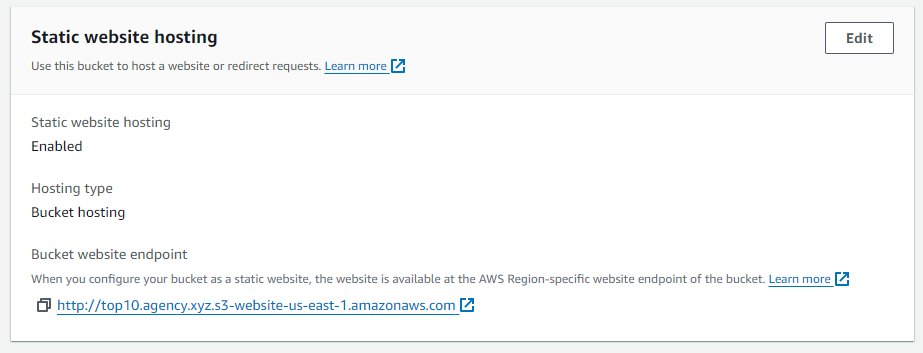 Static website hosting
Edit
Use this bucket to host a website or redirect requests. Learn more
Static website hosting
Enabled
Hosting type
Bucket hosting
Bucket website endpoint
When you configure your bucket as a static website, the website is available at the AWS Region-specific website endpoint of the bucket. Learn more
http://top10.agency.xyz.s3-website-us-east-1.amazonaws.com